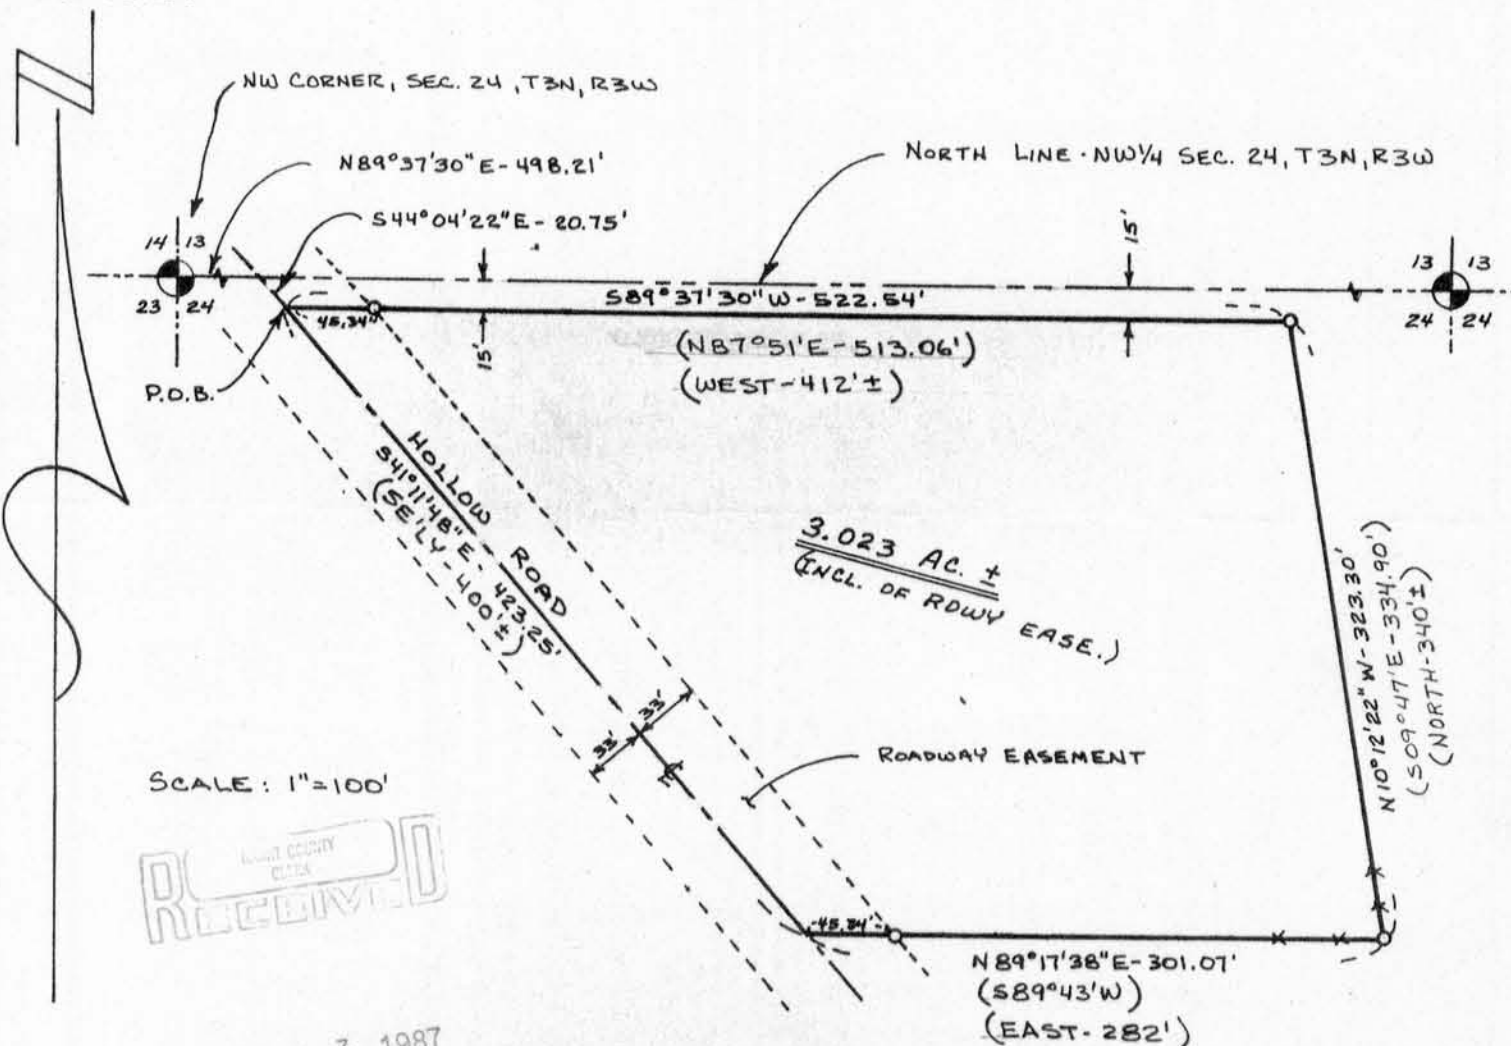 NW CORNER, SEC. 24, T3N, R3W
N89°37'30"E - 498.21'
NORTH LINE - NW¼ SEC. 24, T3N, R3W
S44°04'22"E - 20.75'
14 13
23 24
15'
13 13
24 24
S89°37'30"W - 522.54'
45.34'
15'
(N87°51'E - 513.06')
(WEST - 412'±)
P.O.B.
HOLLOW ROAD
S41°11'48"E - 423.25'
(SE'LY - 400'±)
3.023 AC. ±
(INCL. OF RDWY EASE.)
N10°12'22"W - 323.30'
(S09°47'E - 334.90')
(NORTH - 340'±)
33'
33'
ROADWAY EASEMENT
SCALE: 1"=100'
COUNTY
RECEIVED
45.34'
N89°17'38"E - 301.07'
(S89°43'W)
(EAST - 282')
1987